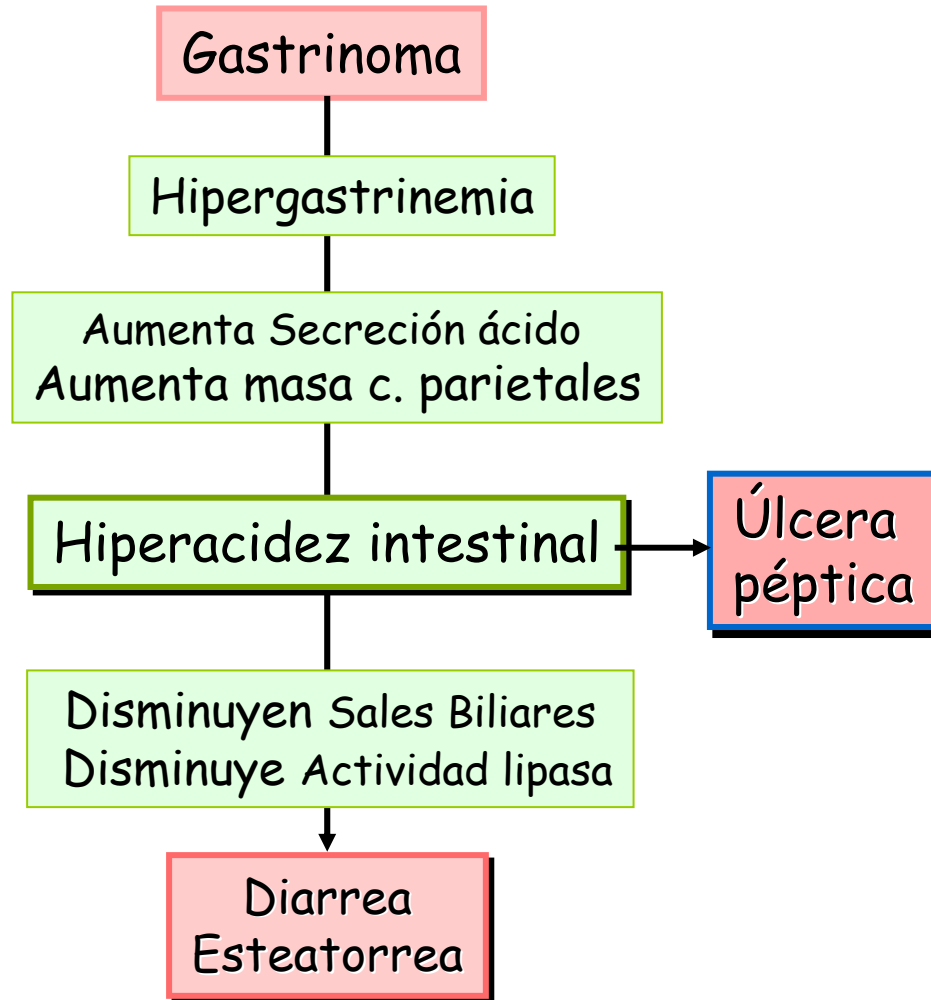 Gastrinoma
Hipergastrinemia
Aumenta Secreción ácido
Aumenta masa c. parietales
Hiperacidez intestinal
Úlcera
péptica
Disminuyen Sales Biliares
Disminuye Actividad lipasa
Diarrea
Esteatorrea